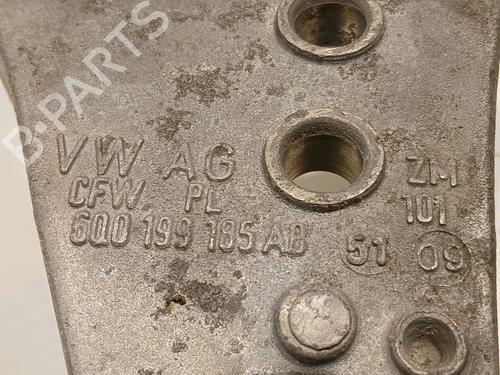 B-PARTS
VW AG
CFW PL
6Q0 199 185 AB
ZM
101
51 09